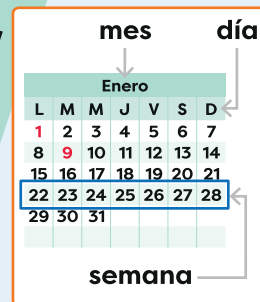 mes día
Enero
L M M J V S D
1 2 3 4 5 6 7
8 9 10 11 12 13 14
15 16 17 18 19 20 21
22 23 24 25 26 27 28
29 30 31
semana